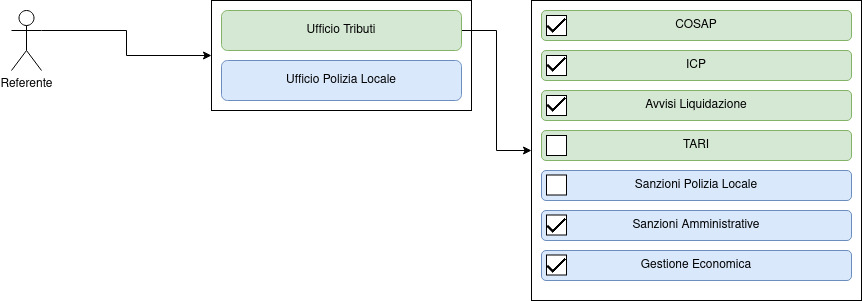 Referente
Ufficio Tributi
Ufficio Polizia Locale
COSAP
ICP
Avvisi Liquidazione
TARI
Sanzioni Polizia Locale
Sanzioni Amministrative
Gestione Economica